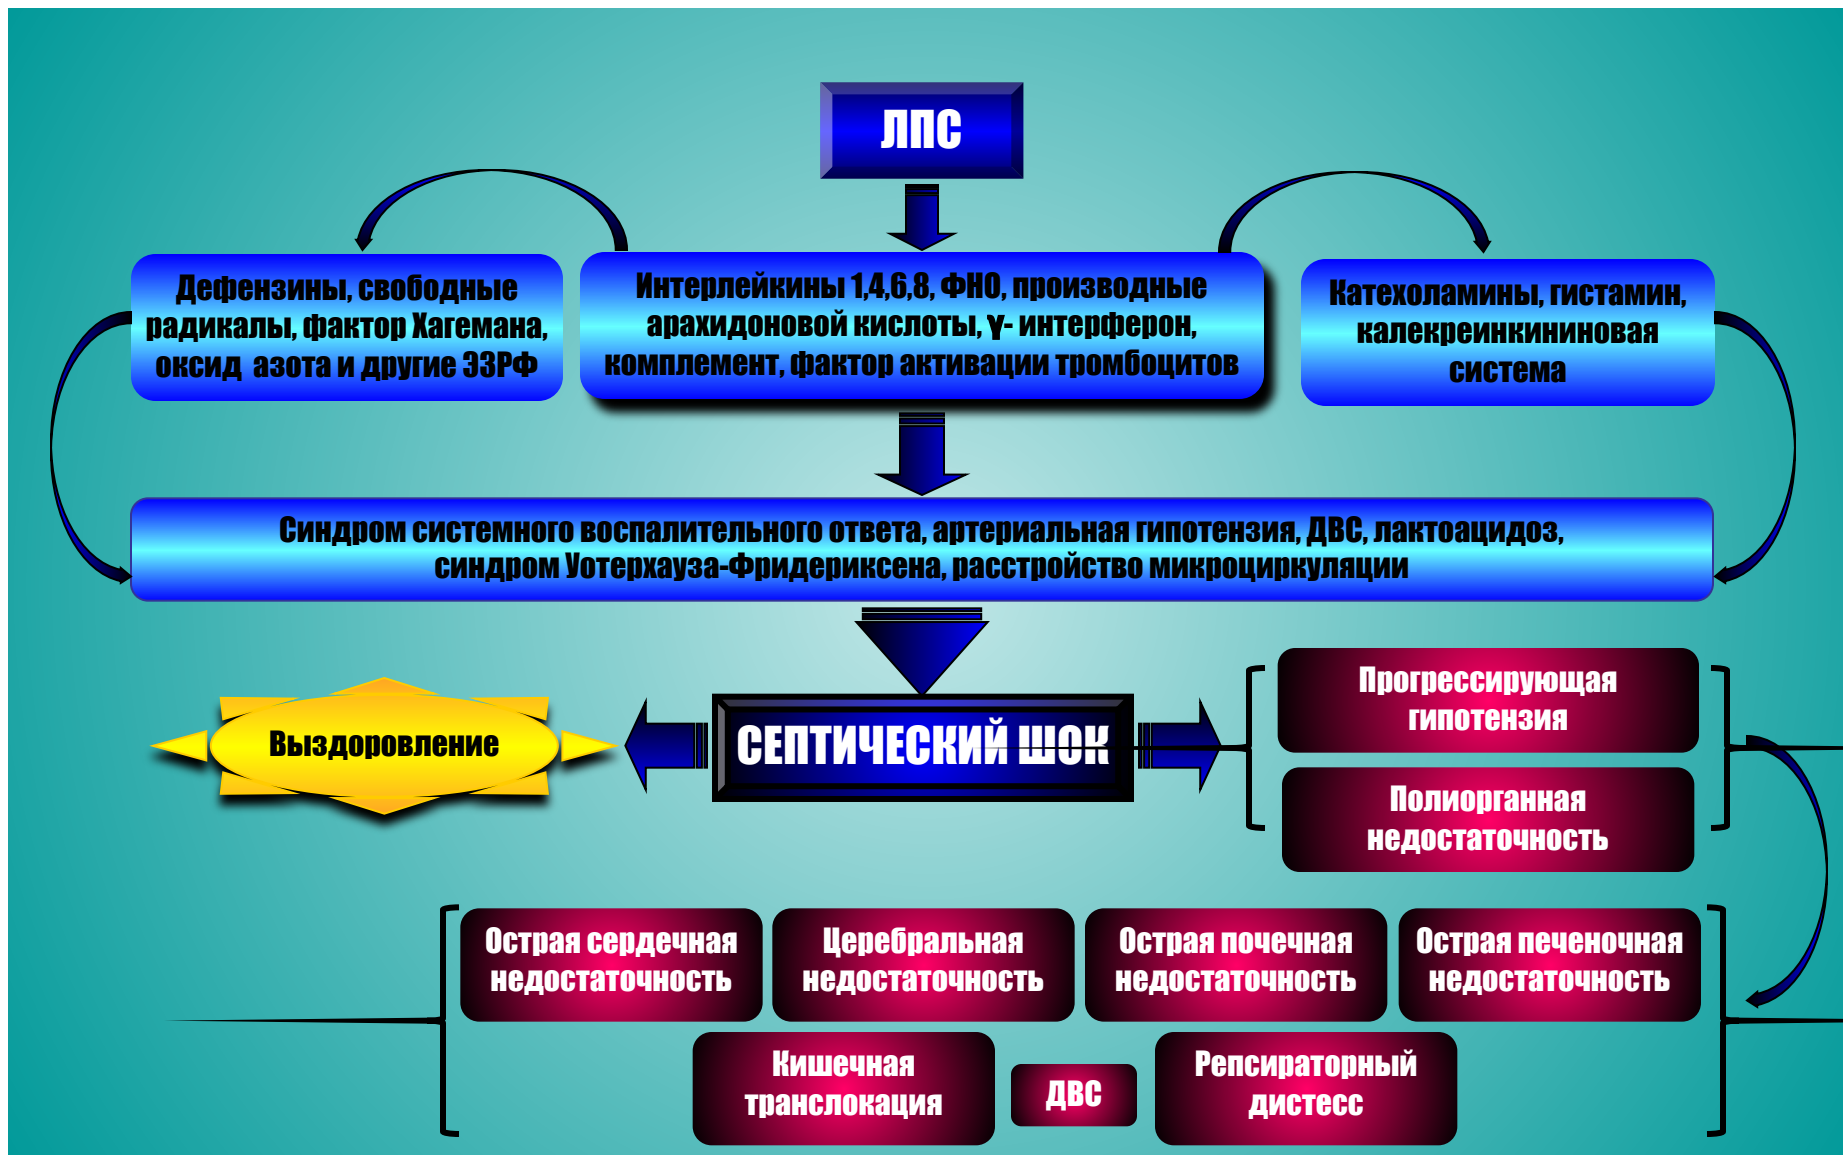 ЛПС
Дефензины, свободные
радикалы, фактор Хагемана,
оксид  азота и другие ЭЗРФ
Интерлейкины 1,4,6,8, ФНО, производные
арахидоновой кислоты, γ- интерферон,
комплемент, фактор активации тромбоцитов
Катехоламины, гистамин,
калекреинкининовая
система
Синдром системного воспалительного ответа, артериальная гипотензия, ДВС, лактоацидоз,
синдром Уотерхауза-Фридериксена, расстройство микроциркуляции
Выздоровление
СЕПТИЧЕСКИЙ ШОК
Прогрессирующая
гипотензия
Полиорганная
недостаточность
Острая сердечная
недостаточность
Церебральная
недостаточность
Острая почечная
недостаточность
Острая печеночная
недостаточность
Кишечная
транслокация
ДВС
Репсираторный
дистесс